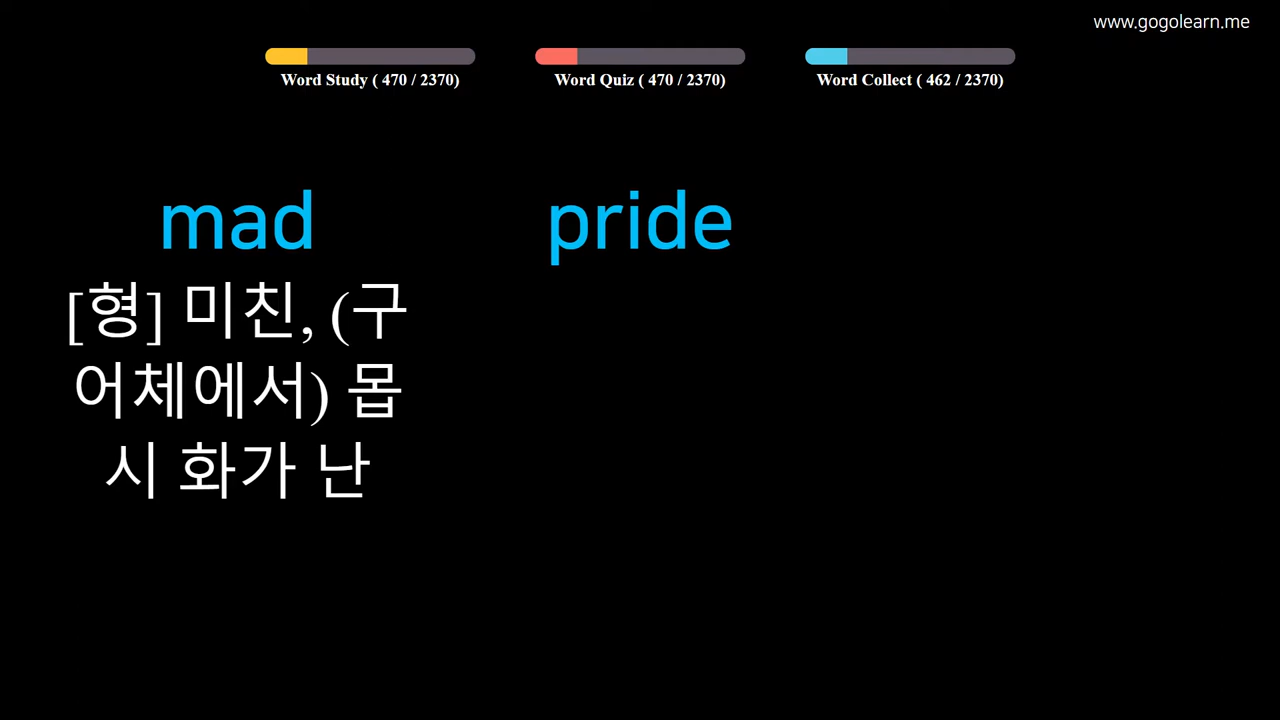 www.gogolearn.me
Word Study ( 470 / 2370)
Word Quiz ( 470 / 2370)
Word Collect ( 462 / 2370)
mad
[형] 미친, (구
어체에서) 몹
시 화가 난
pride